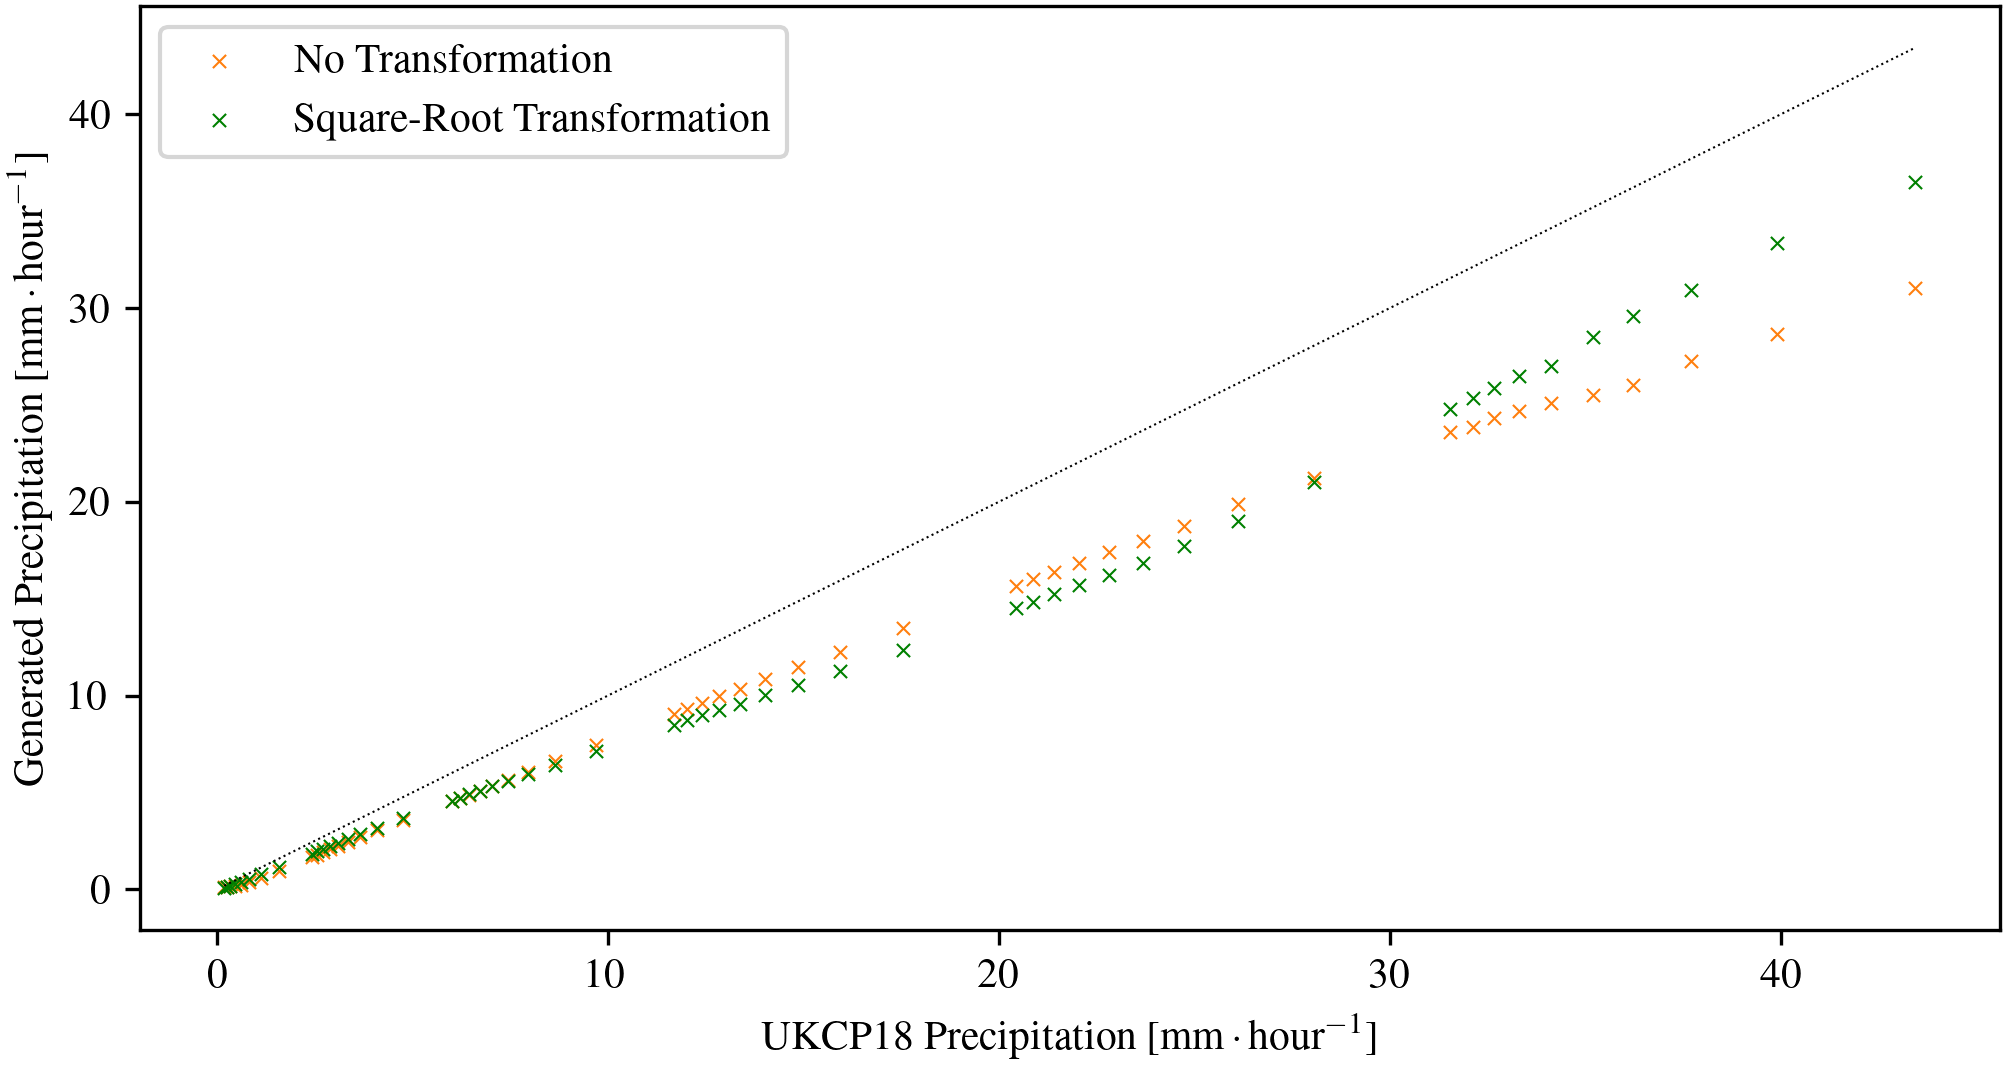 No Transformation
Square-Root Transformation
40
30
20
10
0
Generated Precipitation [mm · hour⁻¹]
0 10 20 30 40
UKCP18 Precipitation [mm · hour⁻¹]